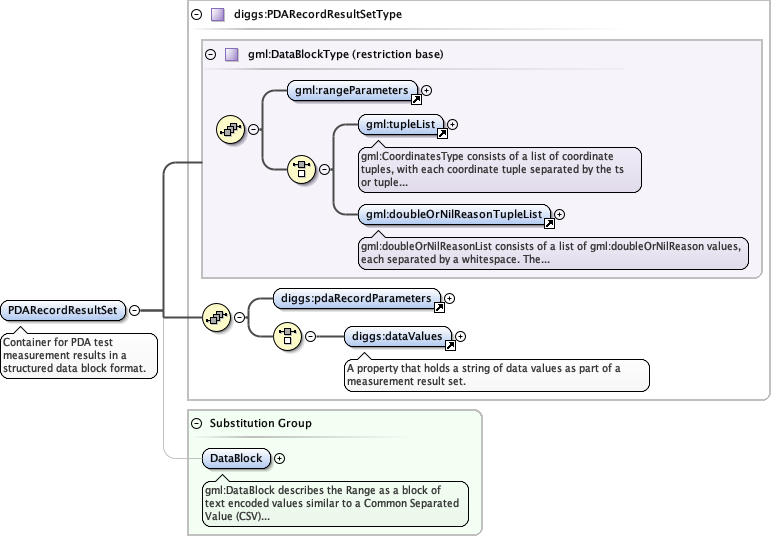 diggs:PDARecordResultSetType
gml:DataBlockType (restriction base)
gml:rangeParameters
gml:tupleList
gml:CoordinatesType consists of a list of coordinate
tuples, with each coordinate tuple separated by the ts
or tuple...
gml:doubleOrNilReasonTupleList
gml:doubleOrNilReasonList consists of a list of gml:doubleOrNilReason values,
each separated by a whitespace. The...
PDARecordResultSet
Container for PDA test
measurement results in a
structured data block format.
diggs:pdaRecordParameters
diggs:dataValues
A property that holds a string of data values as part of a
measurement result set.
Substitution Group
DataBlock
gml:DataBlock describes the Range as a block of
text encoded values similar to a Common Separated
Value (CSV)...